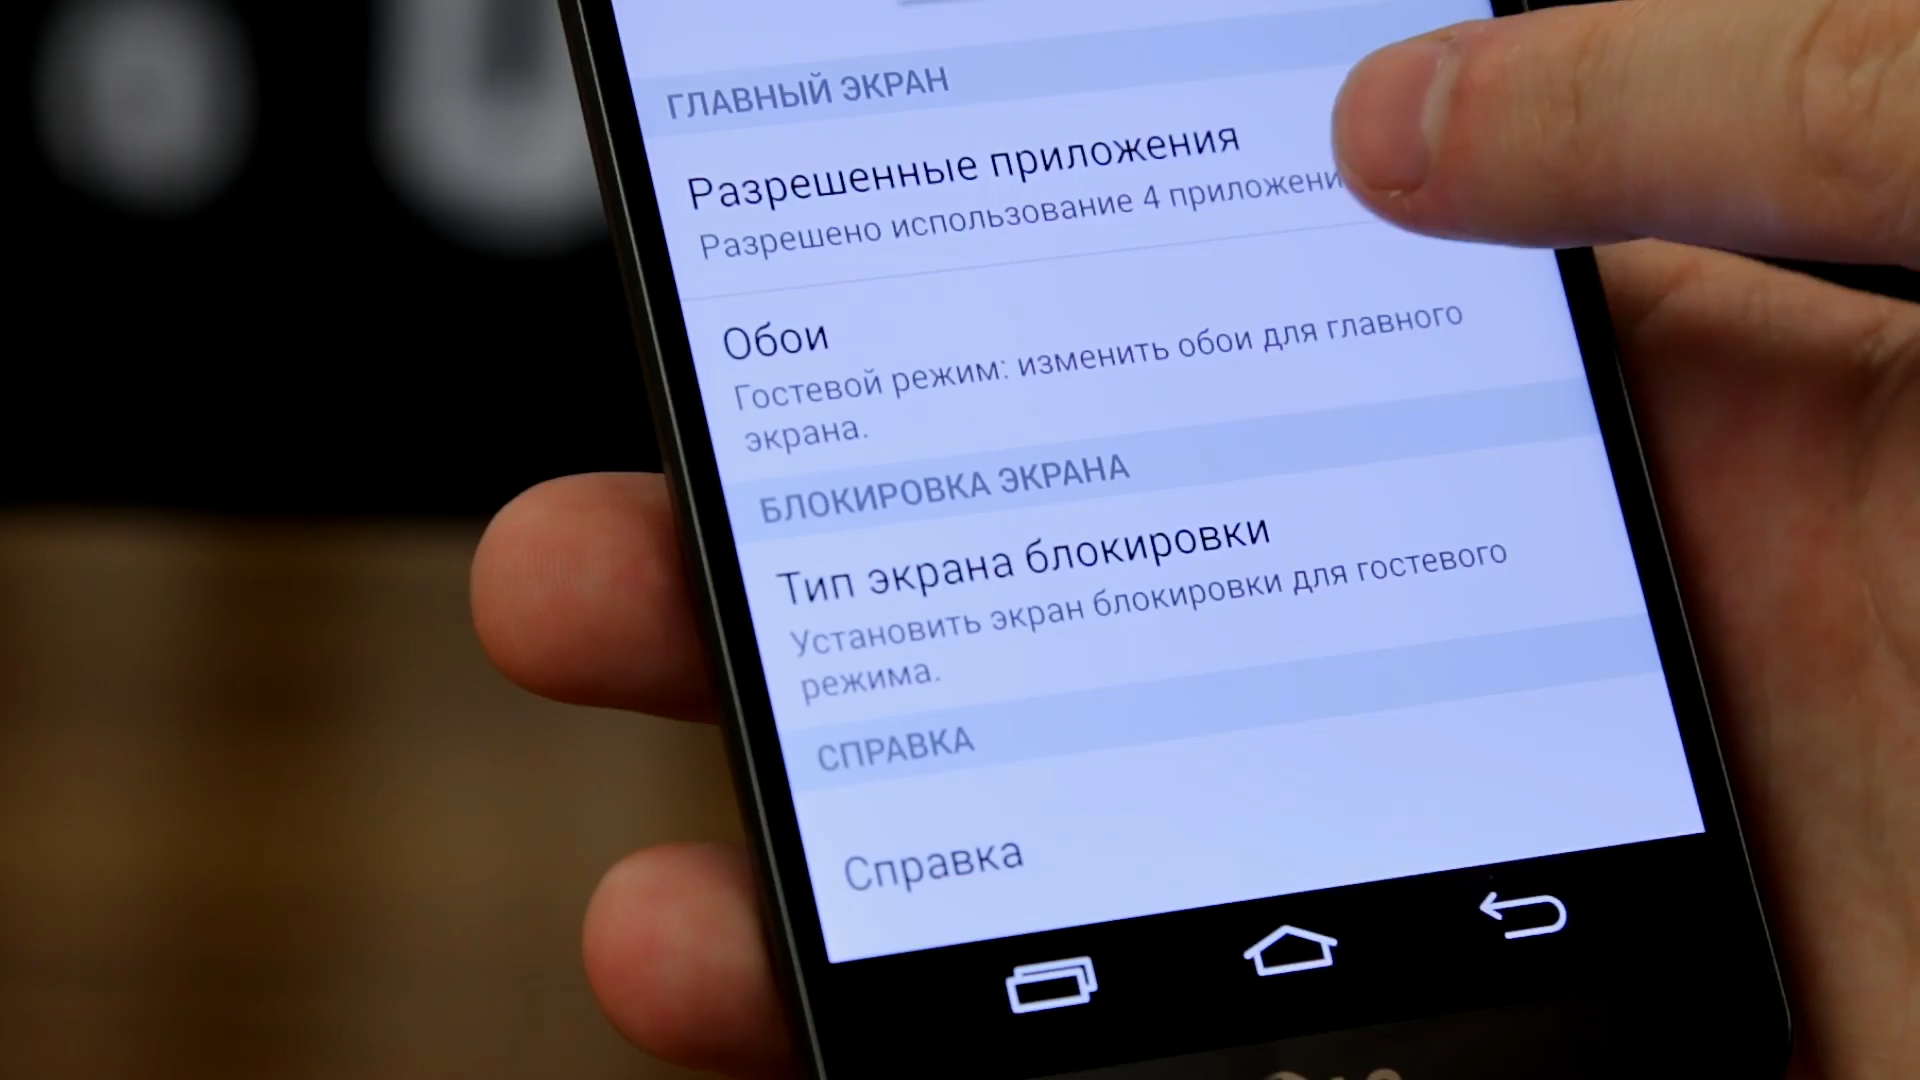 ГЛАВНЫЙ ЭКРАН
Разрешенные приложения
Разрешено использование 4
Обои
Гостевой режим: изменить обои для главного
экрана.
БЛОКИРОВКА ЭКРАНА
Тип экрана блокировки
Установить экран блокировки для гостевого
режима.
СПРАВКА
Справка